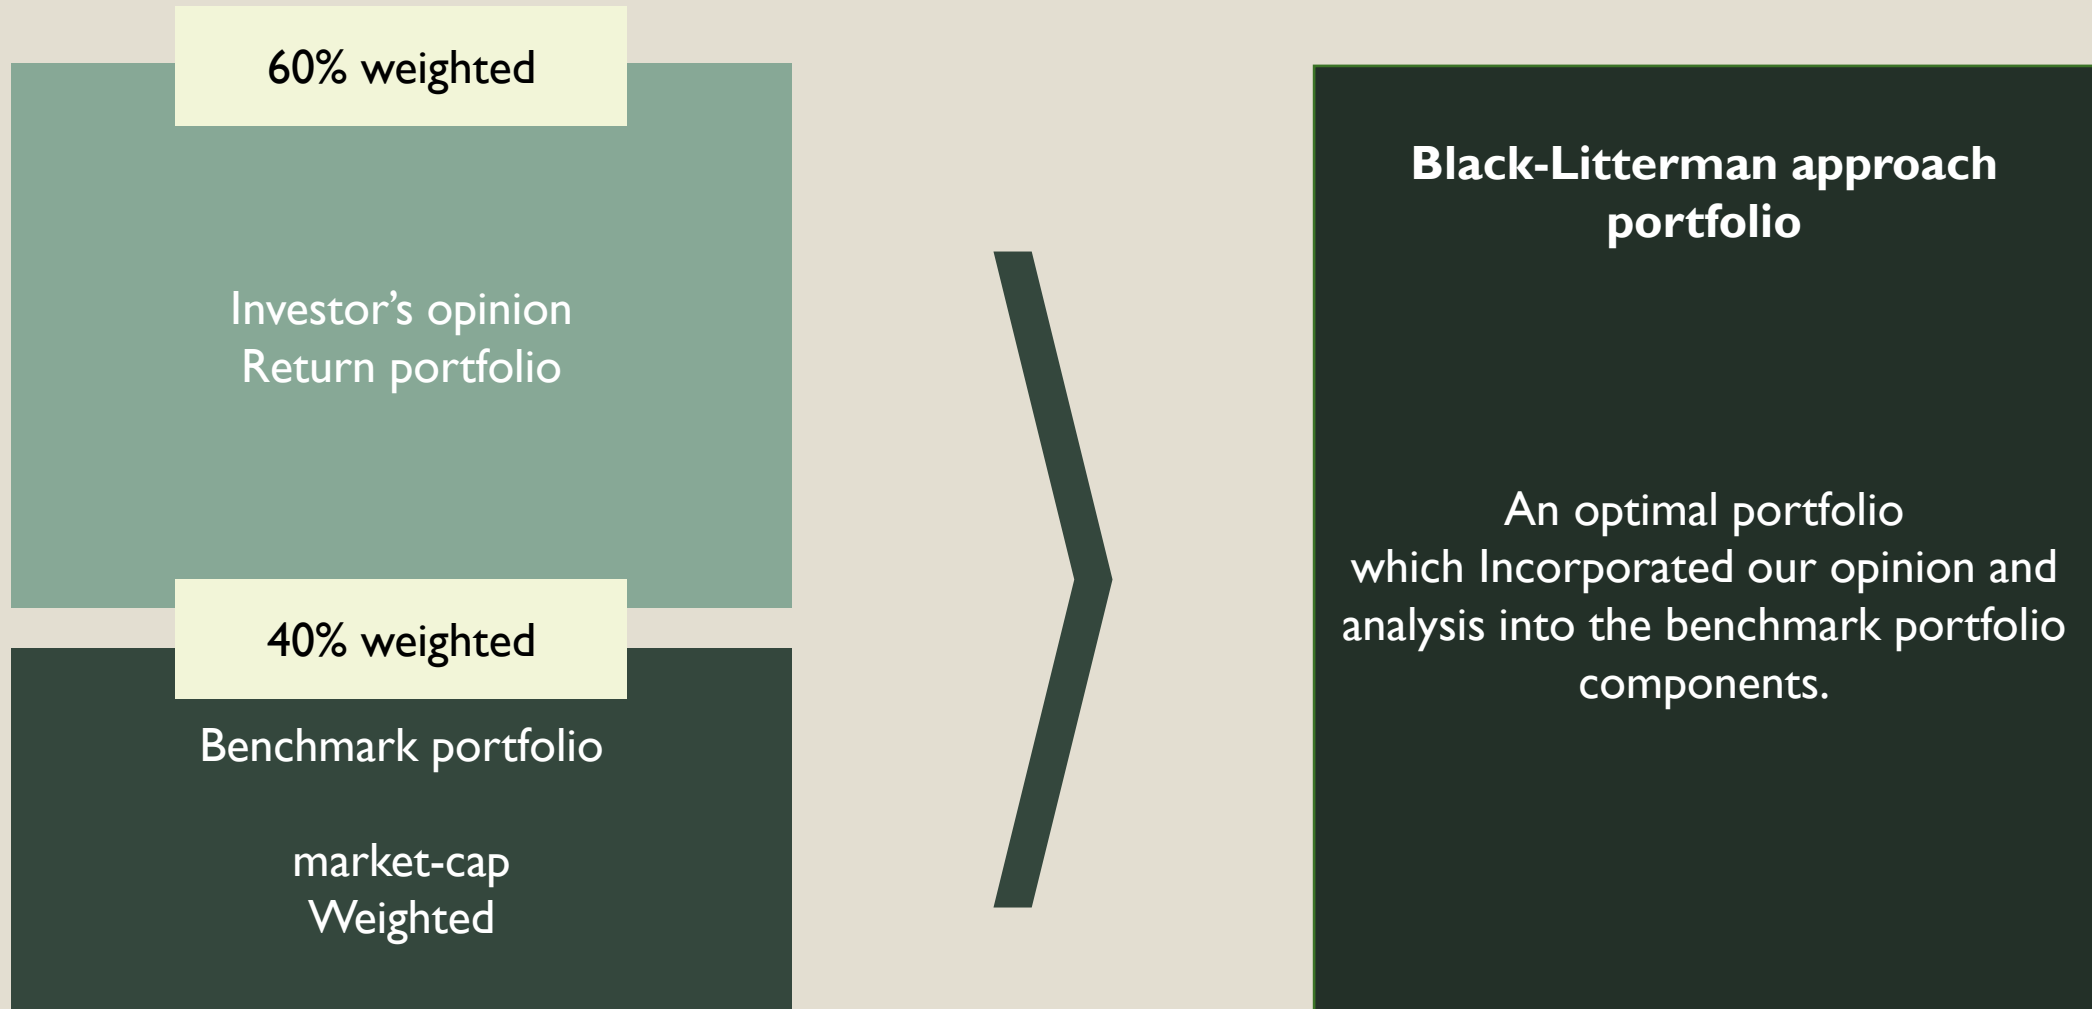 60% weighted
Investor’s opinion
Return portfolio
40% weighted
Benchmark portfolio
market-cap
Weighted
Black-Litterman approach
portfolio
An optimal portfolio
which Incorporated our opinion and
analysis into the benchmark portfolio
components.